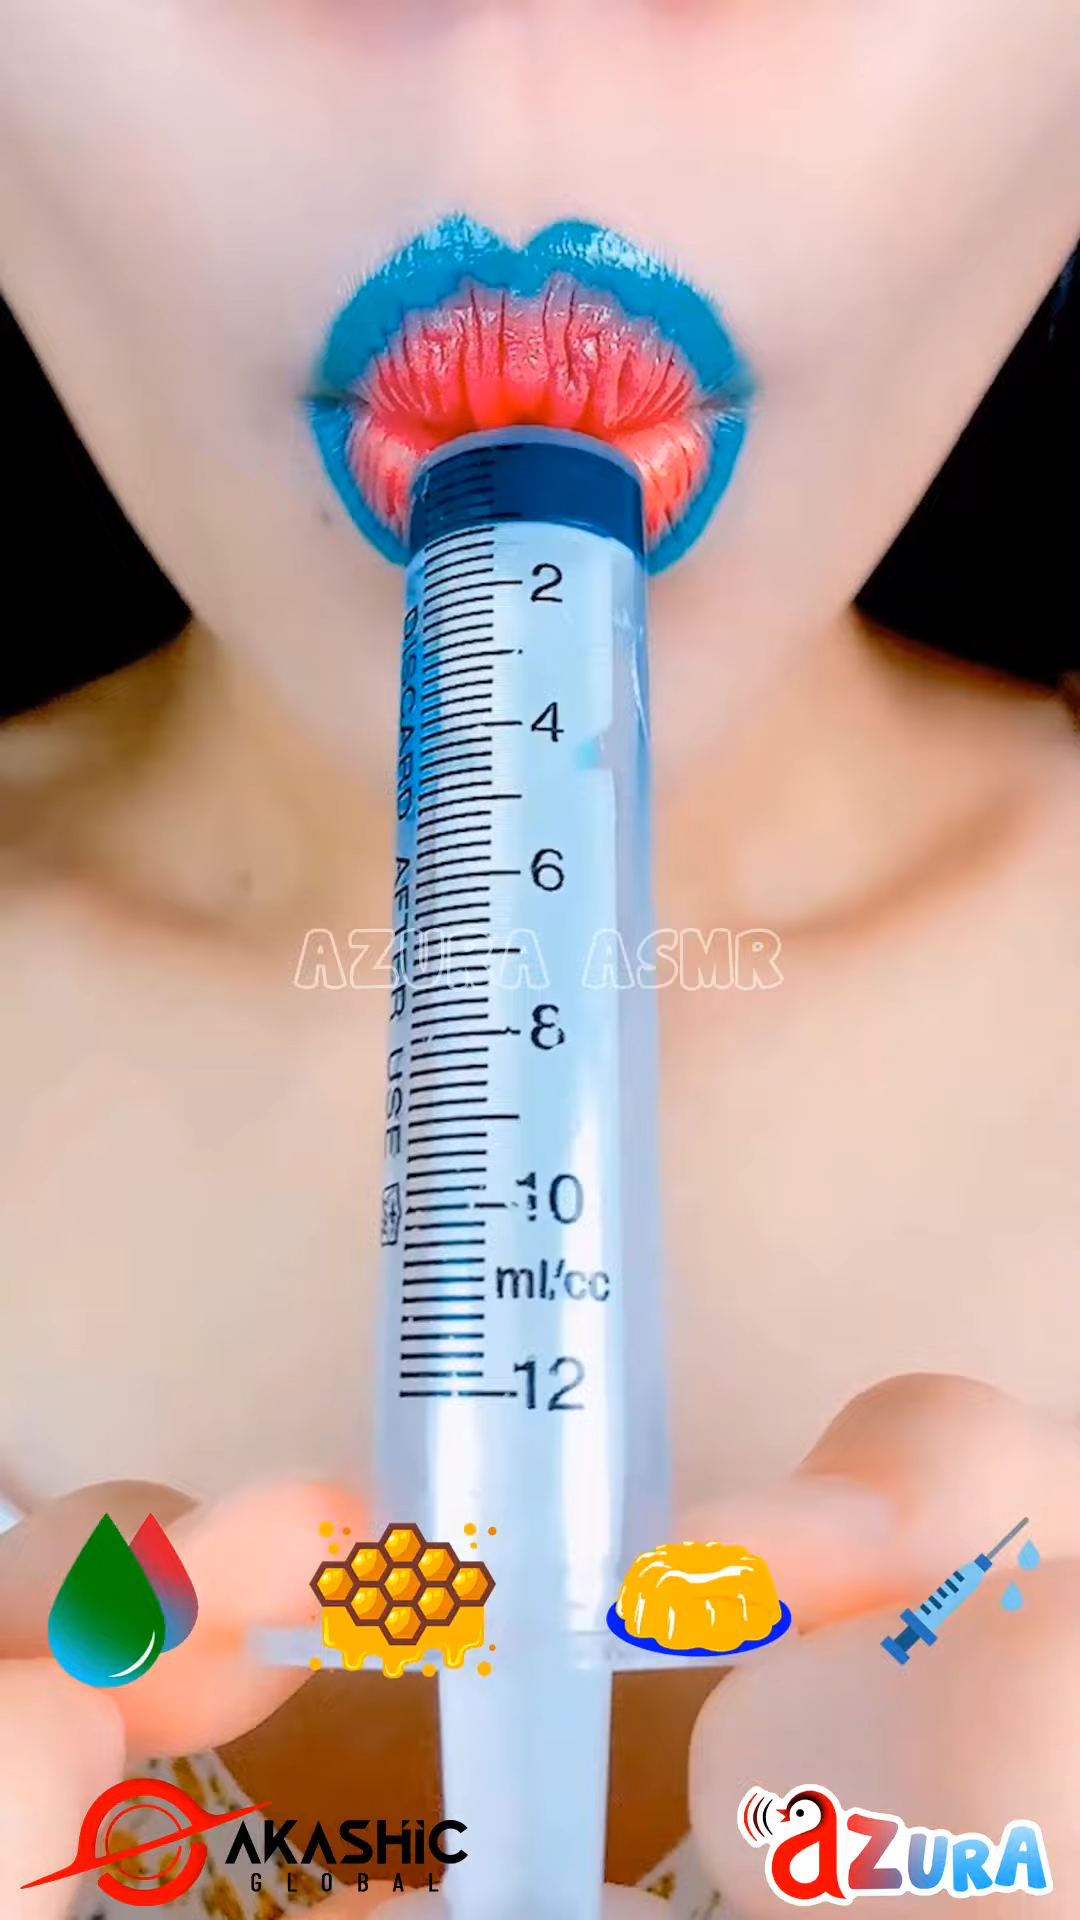 2
4
6
DISCARD AFTER USE
AZURA ASMR
8
10
ml/cc
12
AKASHIC
GLOBAL
aZURA